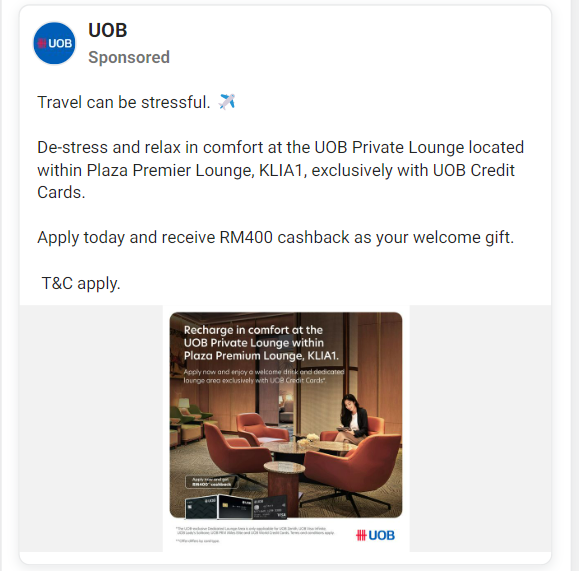 UOB
UOB
Sponsored
Travel can be stressful. ✈️
De-stress and relax in comfort at the UOB Private Lounge located
within Plaza Premier Lounge, KLIA1, exclusively with UOB Credit
Cards.
Apply today and receive RM400 cashback as your welcome gift.
T&C apply.
Recharge in comfort at the
UOB Private Lounge within
Plaza Premium Lounge, KLIA1.
Apply now and enjoy a welcome drink and dedicated
lounge area exclusively with UOB Credit Cards*.
Apply now and get
RM400 cashback
VISA
UOB